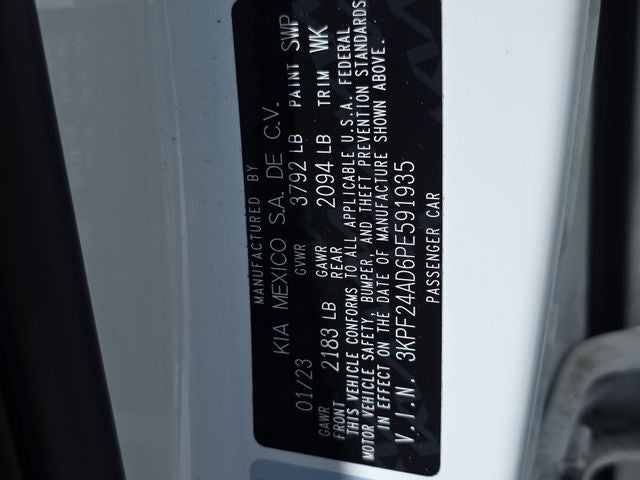 MANUFACTURED BY
KIA MEXICO S.A. DE C.V.
01/23 GVWR 3792 LB PAINT SWP
GAWR FRONT 2183 LB GAWR REAR 2094 LB TRIM WK
THIS VEHICLE CONFORMS TO ALL APPLICABLE U.S.A. FEDERAL
MOTOR VEHICLE SAFETY, BUMPER, AND THEFT PREVENTION STANDARDS
IN EFFECT ON THE DATE OF MANUFACTURE SHOWN ABOVE.
V.I.N. 3KPF24AD6PE591935
PASSENGER CAR